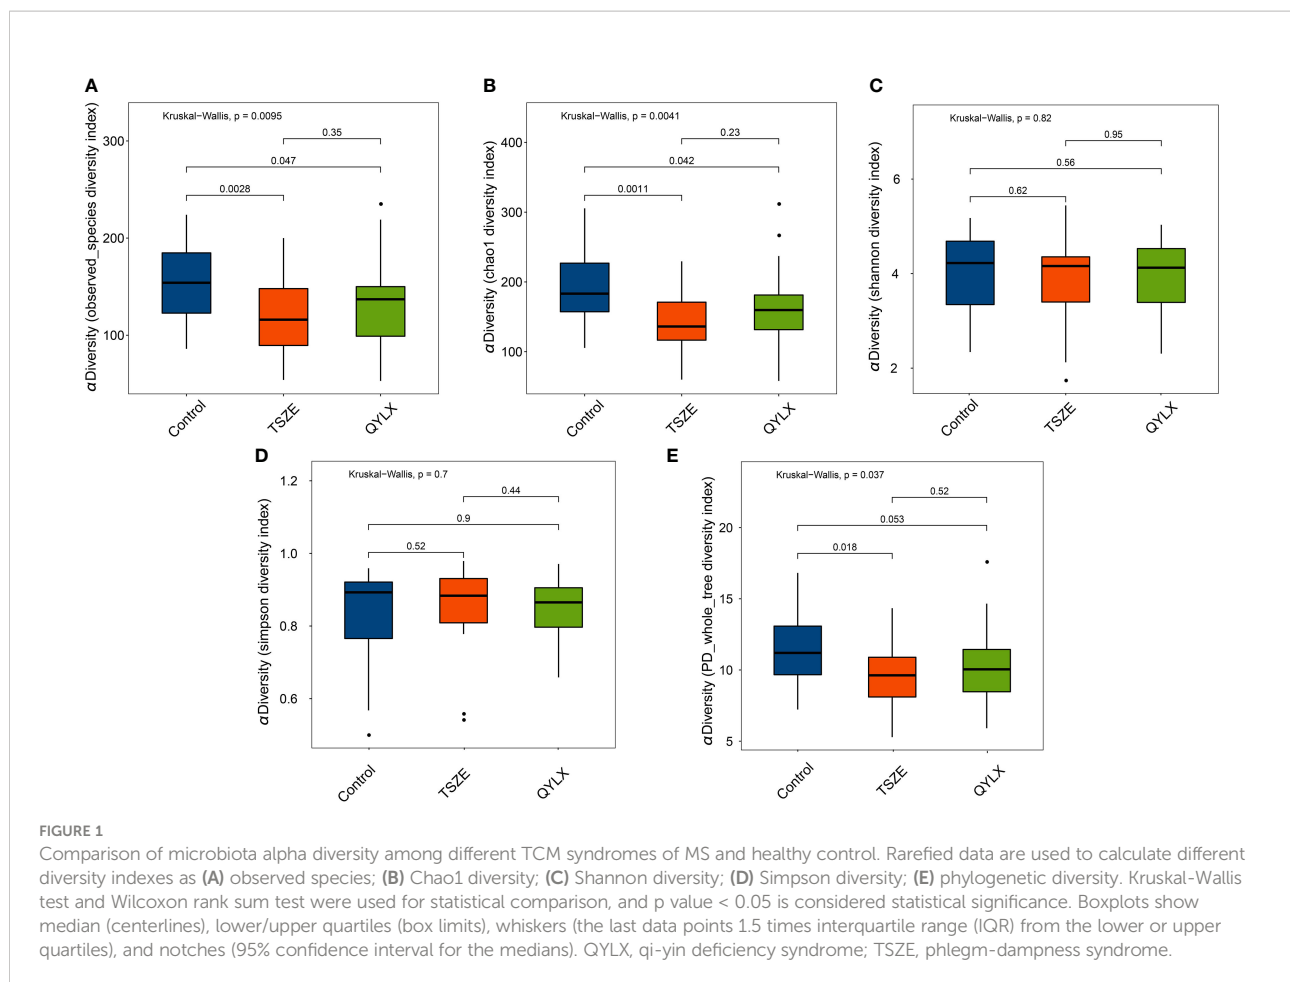 A
Kruskal−Wallis, p = 0.0095
0.35
0.047
0.0028
300
200
100
αDiversity (observed_species diversity index)
Control
TSZE
QYLX
B
Kruskal−Wallis, p = 0.0041
0.23
0.042
0.0011
400
300
200
100
αDiversity (chao1 diversity index)
Control
TSZE
QYLX
C
Kruskal−Wallis, p = 0.82
0.95
0.56
0.62
6
4
2
αDiversity (shannon diversity index)
Control
TSZE
QYLX
D
Kruskal−Wallis, p = 0.7
0.44
0.9
0.52
1.2
1.0
0.8
0.6
αDiversity (simpson diversity index)
Control
TSZE
QYLX
E
Kruskal−Wallis, p = 0.037
0.52
0.053
0.018
20
15
10
5
αDiversity (PD_whole_tree diversity index)
Control
TSZE
QYLX
FIGURE 1
Comparison of microbiota alpha diversity among different TCM syndromes of MS and healthy control. Rarefied data are used to calculate different
diversity indexes as (A) observed species; (B) Chao1 diversity; (C) Shannon diversity; (D) Simpson diversity; (E) phylogenetic diversity. Kruskal-Wallis
test and Wilcoxon rank sum test were used for statistical comparison, and p value < 0.05 is considered statistical significance. Boxplots show
median (centerlines), lower/upper quartiles (box limits), whiskers (the last data points 1.5 times interquartile range (IQR) from the lower or upper
quartiles), and notches (95% confidence interval for the medians). QYLX, qi-yin deficiency syndrome; TSZE, phlegm-dampness syndrome.